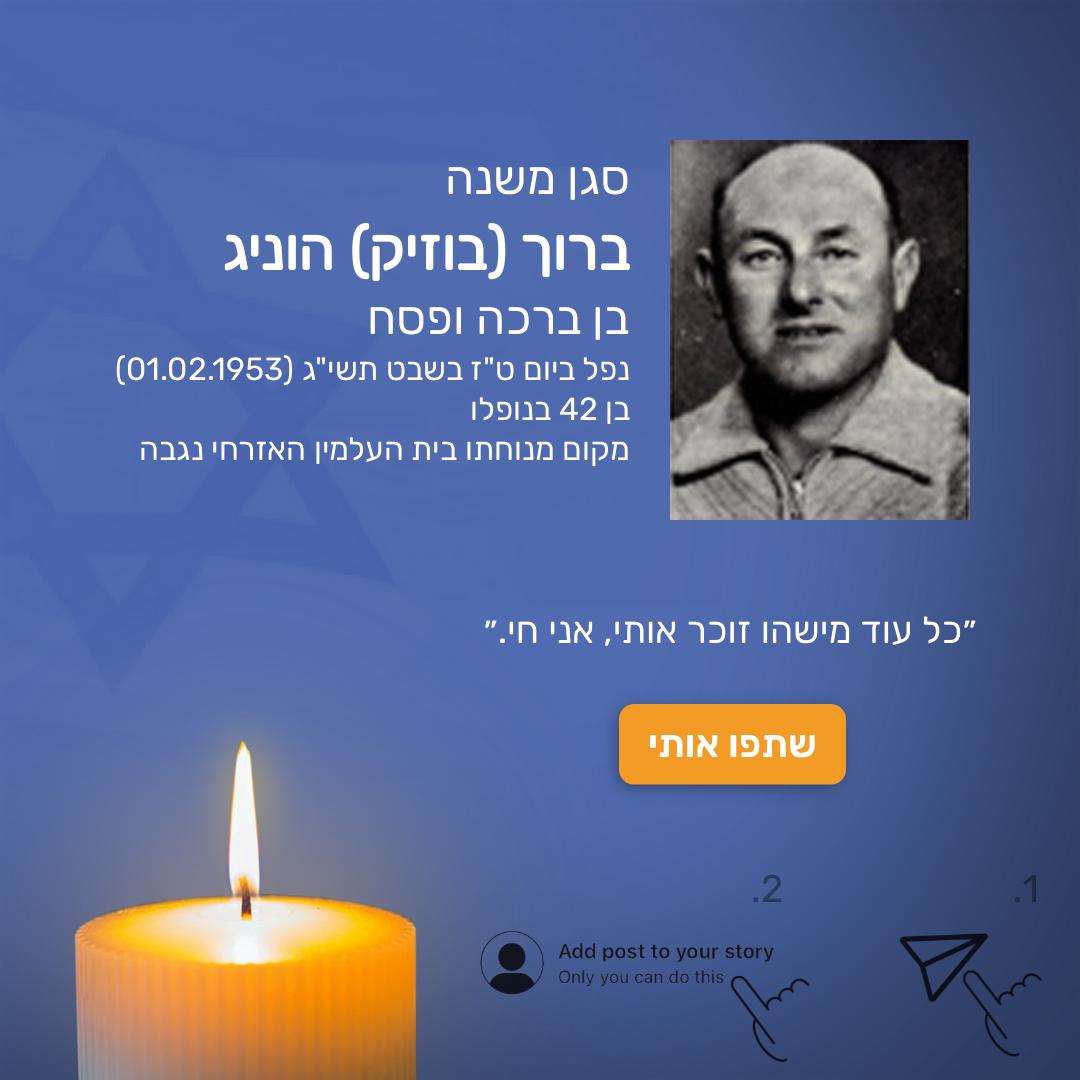 סגן משנה
ברוך (בוזיק) הוניג
בן ברכה ופסח
נפל ביום ט"ז בשבט תשי"ג (01.02.1953)
בן 42 בנופלו
מקום מנוחתו בית העלמין האזרחי נגבה
״כל עוד מישהו זוכר אותי, אני חי.״
שתפו אותי
1.
2.
Add post to your story
Only you can do this